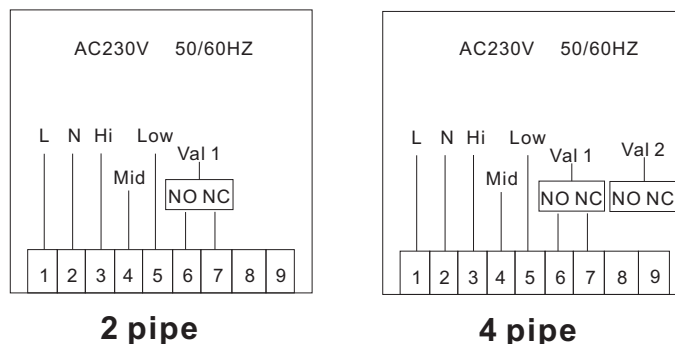 AC230V 50/60HZ
L N Hi Low
Val 1
Mid
NO NC
1 2 3 4 5 6 7 8 9
2 pipe
AC230V 50/60HZ
L N Hi Low
Val 1 Val 2
Mid
NO NC NO NC
1 2 3 4 5 6 7 8 9
4 pipe